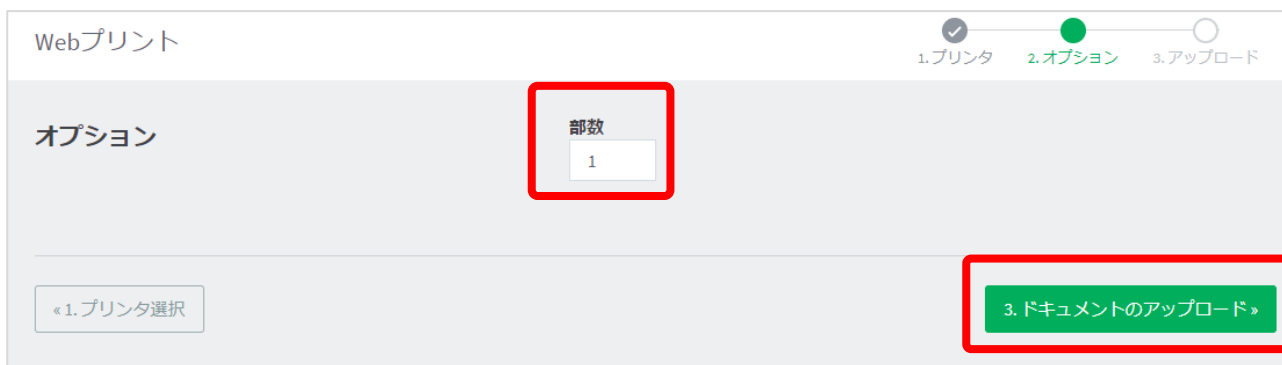 Webプリント
1.プリンタ 2.オプション 3.アップロード
オプション
部数
1
«1.プリンタ選択
3.ドキュメントのアップロード»